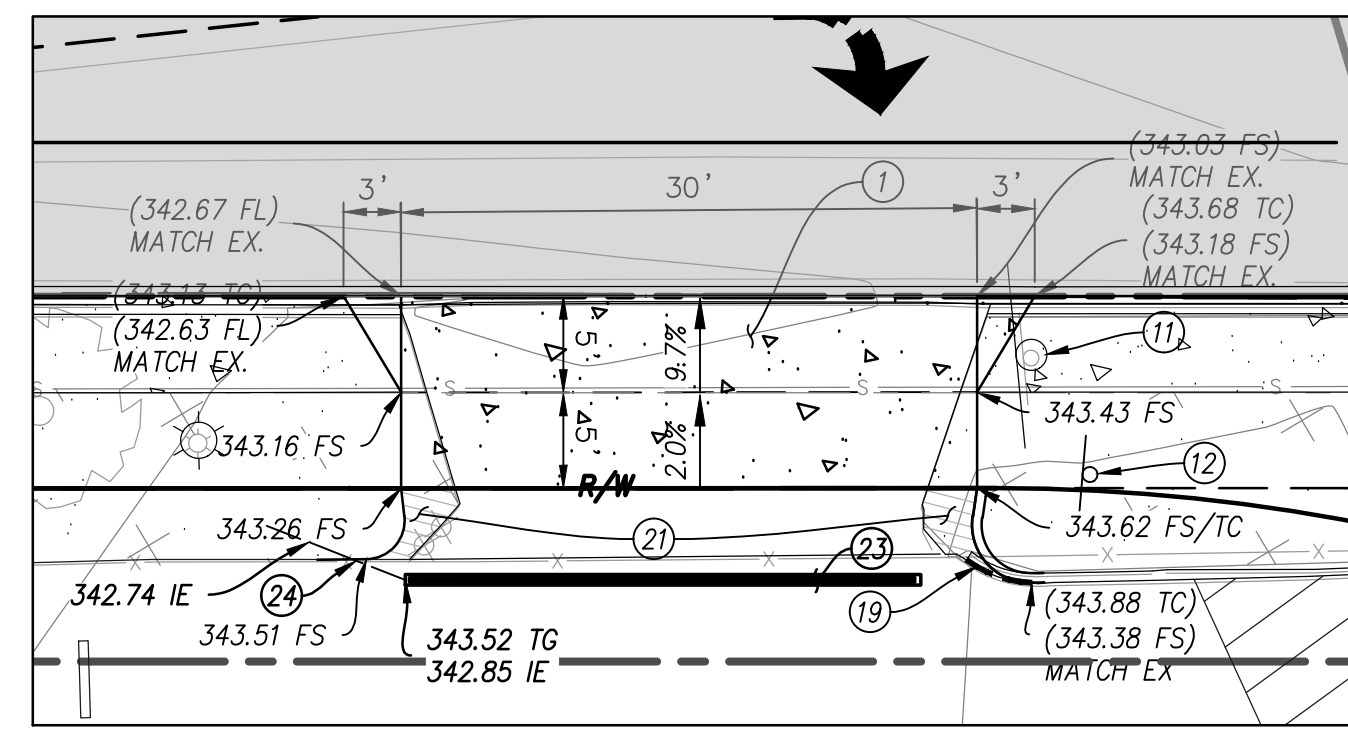 (343.03 FS)
MATCH EX.
(343.68 TC)
(343.18 FS)
MATCH EX.
3'
30'
1
3'
(342.67 FL)
MATCH EX.
(343.13 TC)
(342.63 FL)
MATCH EX.
5'
9.7%
11
S
S
S
S
343.16 FS
5'
2.0%
343.43 FS
12
R/W
343.26 FS
21
343.62 FS/TC
X
X
X
X
X
23
342.74 IE
24
19
343.51 FS
343.52 TG
342.85 IE
(343.88 TC)
(343.38 FS)
MATCH EX